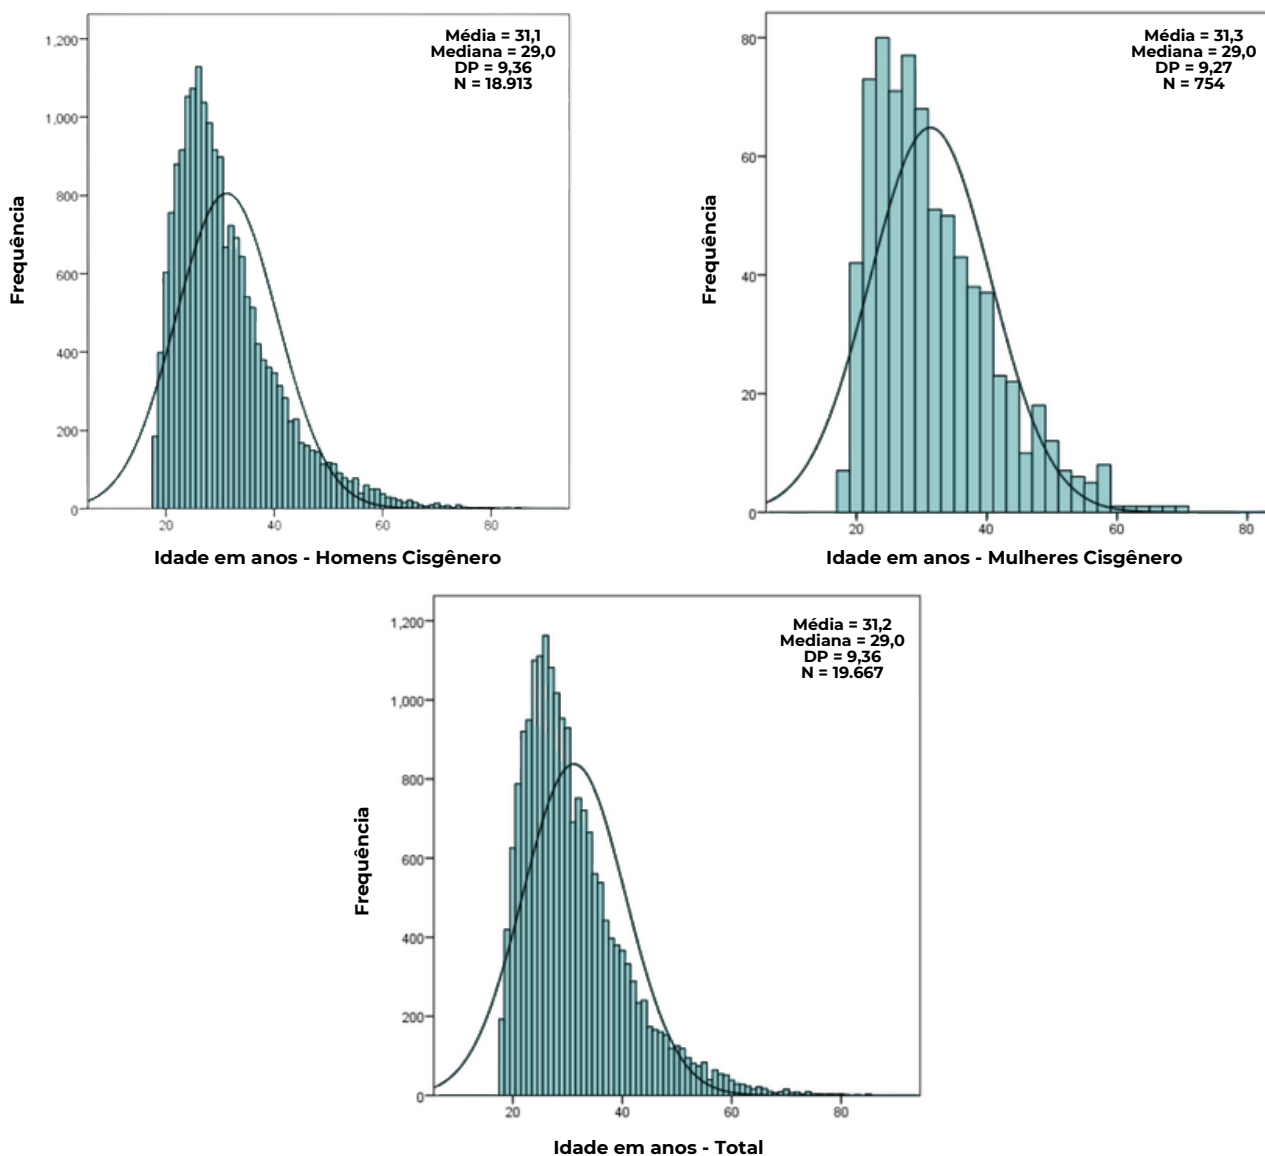 Média = 31,1
Mediana = 29,0
DP = 9,36
N = 18.913
1,200
1,000
800
600
400
200
0
Frequência
20 40 60 80
Idade em anos - Homens Cisgênero
Média = 31,3
Mediana = 29,0
DP = 9,27
N = 754
80
60
40
20
0
Frequência
20 40 60 80
Idade em anos - Mulheres Cisgênero
Média = 31,2
Mediana = 29,0
DP = 9,36
N = 19.667
1,200
1,000
800
600
400
200
0
Frequência
20 40 60 80
Idade em anos - Total